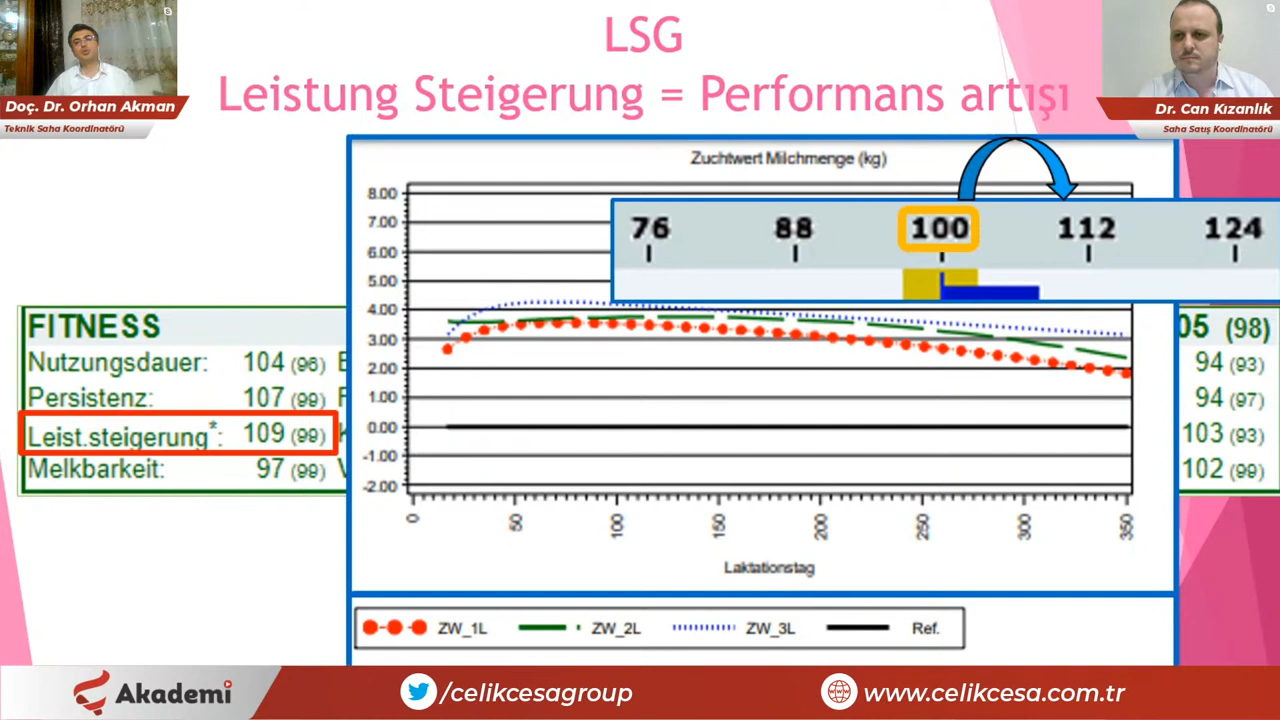 LSG
Leistung Steigerung = Performans artışı
Doç. Dr. Orhan Akman
Teknik Saha Koordinatörü
Dr. Can Kızanlık
Saha Satış Koordinatörü
Zuchtwert Milchmenge (kg)
76 88 100 112 124
8.00
7.00
6.00
5.00
4.00
3.00
2.00
1.00
0.00
-1.00
-2.00
0 50 100 150 200 250 300 350
Laktationstag
ZW_1L ZW_2L ZW_3L Ref.
FITNESS
Nutzungsdauer: 104 (96)
Persistenz: 107 (99)
Leist.steigerung*: 109 (99)
Melkbarkeit: 97 (99)
05 (98)
94 (93)
94 (97)
103 (93)
102 (99)
Akademi
/celikcesagroup
www.celikcesa.com.tr